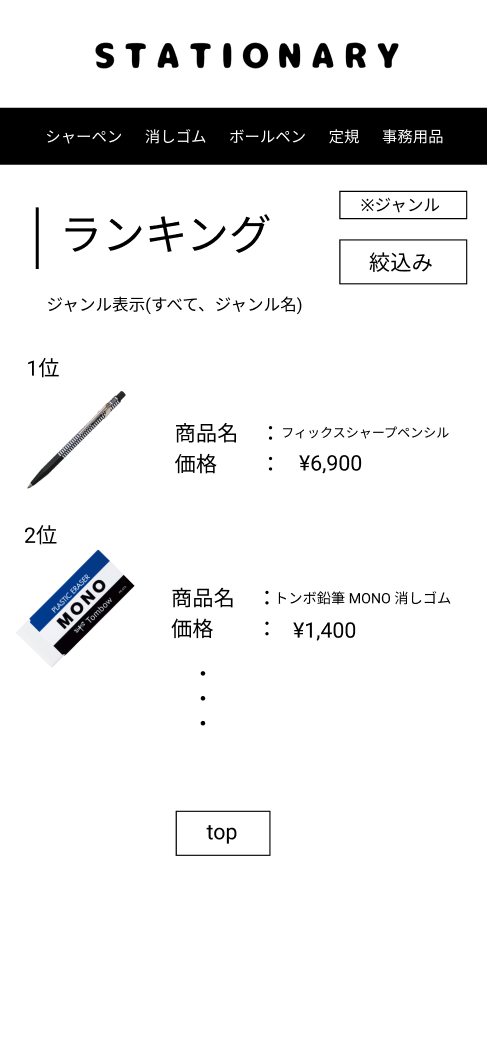 STATIONARY
シャーペン 消しゴム ボールペン 定規 事務用品
※ジャンル
ランキング
絞込み
ジャンル表示(すべて、ジャンル名)
1位
商品名 ：フィックスシャープペンシル
価格 ： ¥6,900
2位
PLASTIC ERASER
MONO
Tombow
商品名 ：トンボ鉛筆 MONO 消しゴム
価格 ： ¥1,400
・
・
・
top